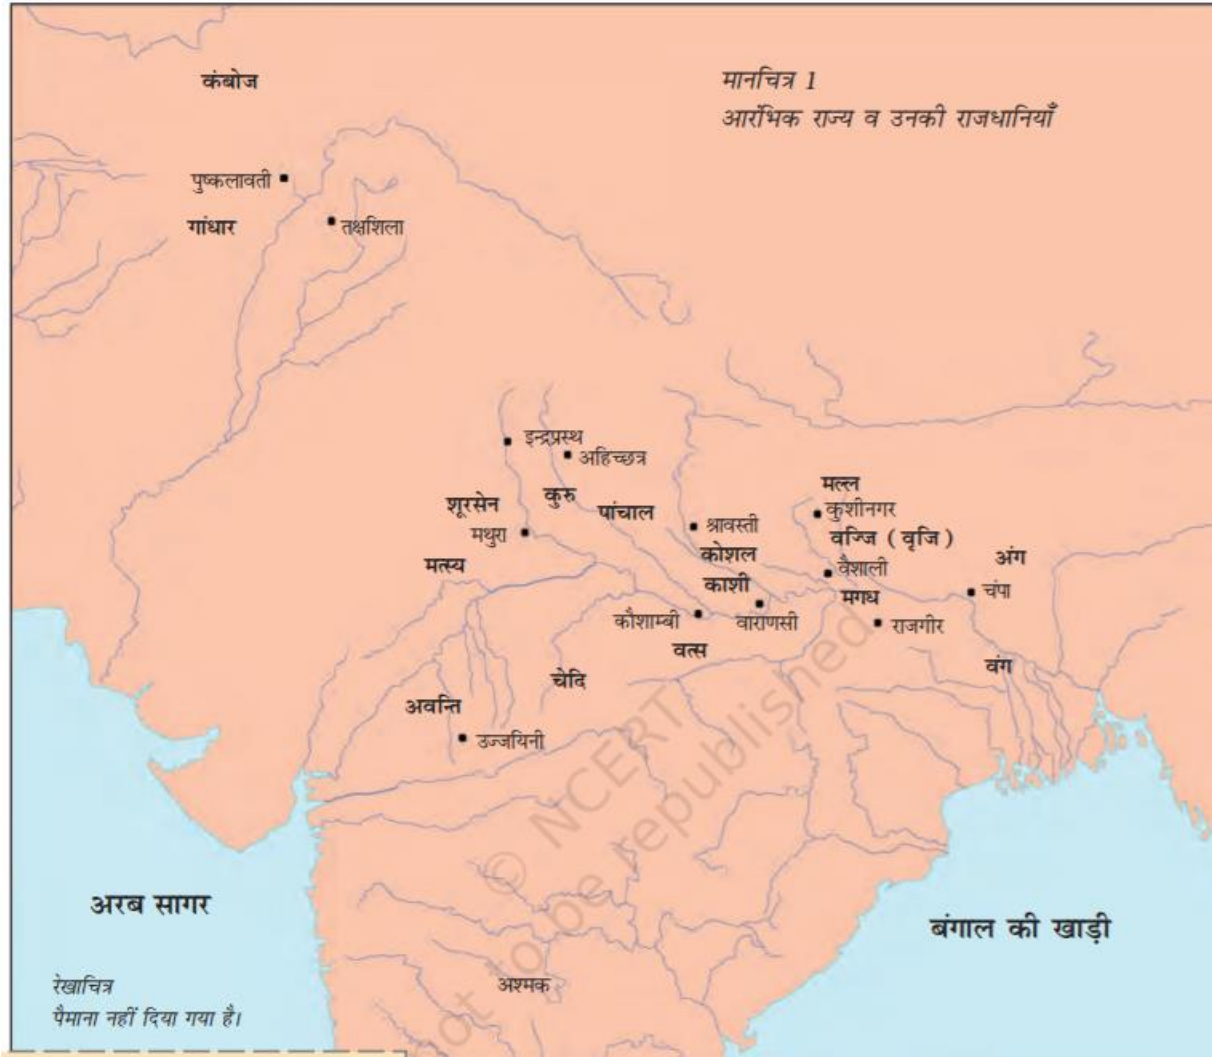 कंबोज
मानचित्र 1
आरंभिक राज्य व उनकी राजधानियाँ
पुष्कलावती
गांधार
तक्षशिला
इन्द्रप्रस्थ
अहिच्छत्र
शूरसेन
कुरु
पांचाल
मल्ल
कुशीनगर
मथुरा
श्रावस्ती
वज्जि (वृजि)
कोशल
अंग
मत्स्य
काशी
वैशाली
मगध
चंपा
कौशाम्बी
वाराणसी
राजगीर
वत्स
वंग
चेदि
अवन्ति
उज्जयिनी
© NCERT
not to be republished
अरब सागर
बंगाल की खाड़ी
अश्मक
रेखाचित्र
पैमाना नहीं दिया गया है।